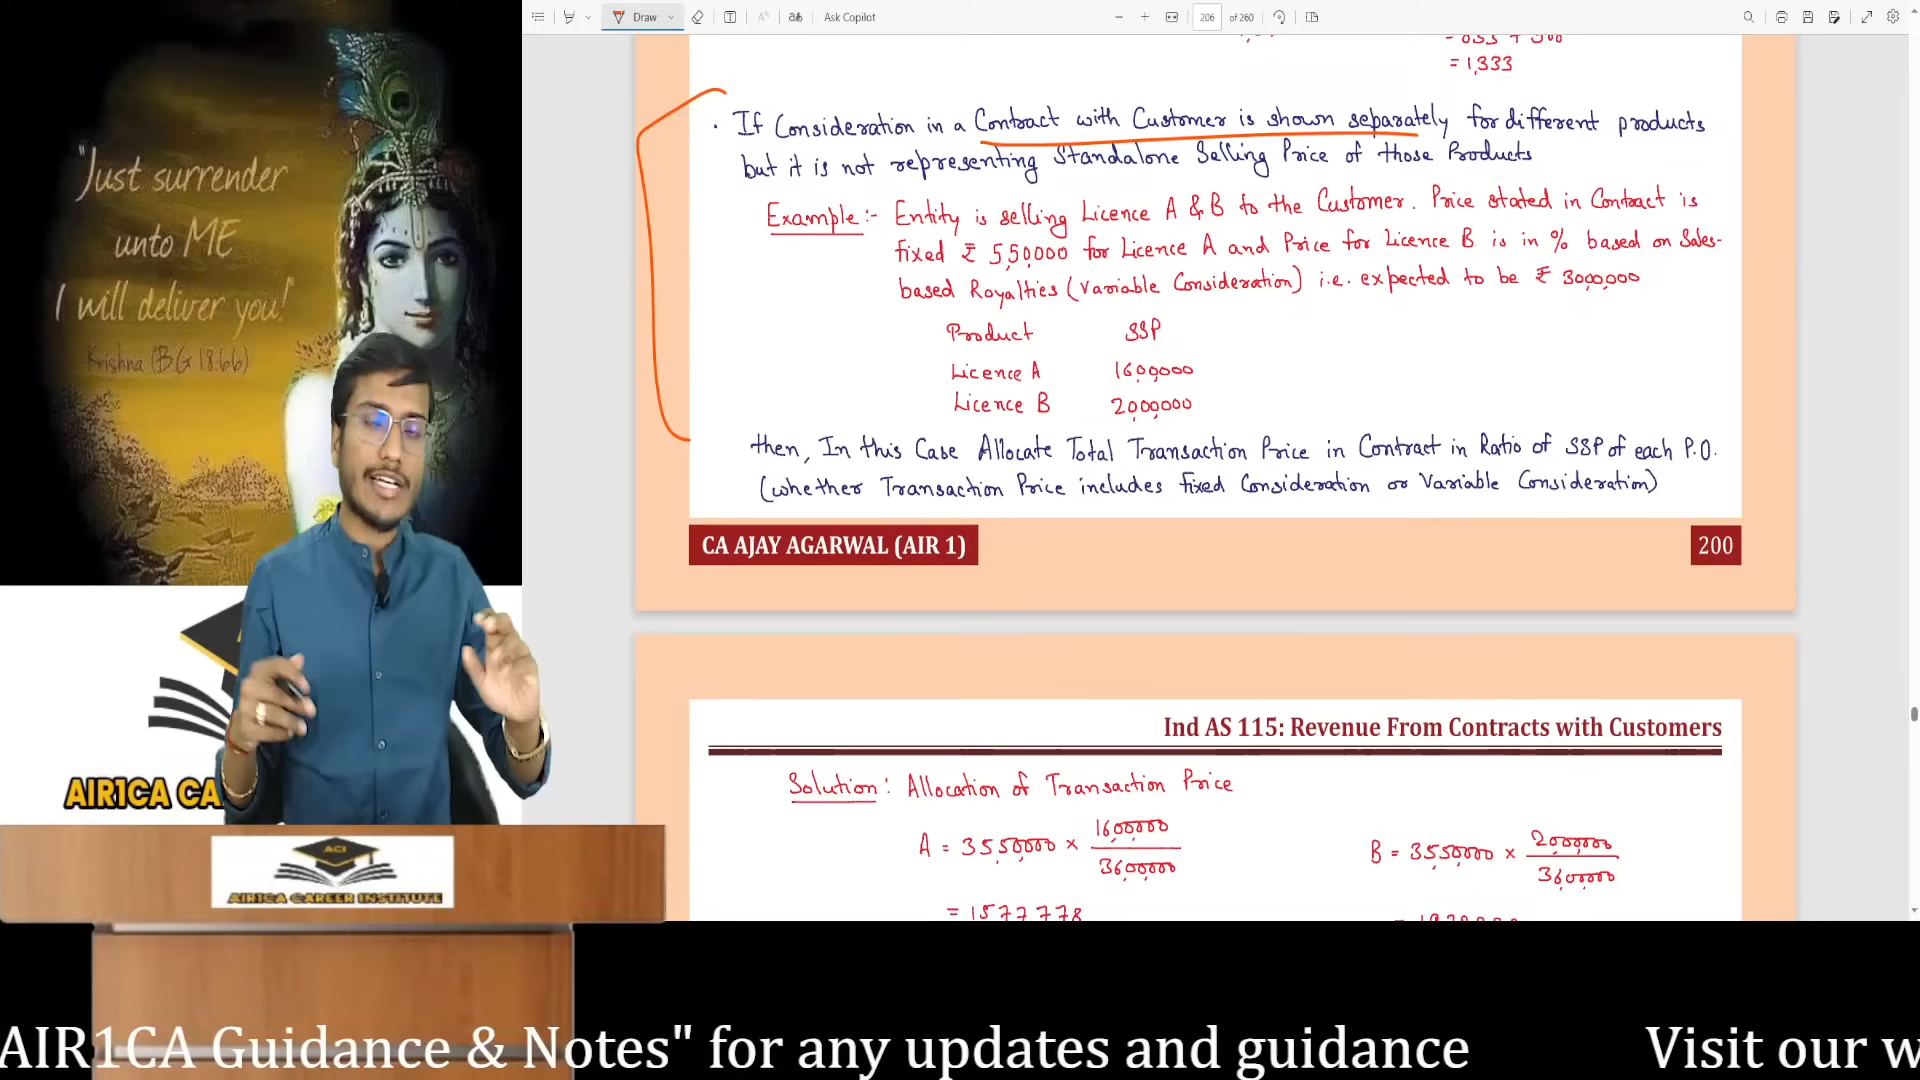 "Just surrender
unto ME
I will deliver you!"
Krishna (B.G 18.66)
AIR1CA CA
ACI
AIR1CA CAREER INSTITUTE
Draw
Ask Copilot
206 of 260
= 1,333
. If Consideration in a Contract with Customer is shown separately for different products
but it is not representing Standalone Selling Price of those Products
Example :- Entity is selling Licence A & B to the Customer. Price stated in Contract is
fixed ₹ 5,50,000 for Licence A and Price for Licence B is in % based on Sales-
based Royalties (Variable Consideration) i.e. expected to be ₹ 30,00,000
Product SSP
Licence A 16,00,000
Licence B 20,00,000
then, In this Case Allocate Total Transaction Price in Contract in Ratio of SSP of each P.O.
(whether Transaction Price includes fixed Consideration or Variable Consideration)
CA AJAY AGARWAL (AIR 1) 200
Ind AS 115: Revenue From Contracts with Customers
Solution : Allocation of Transaction Price
A = 35,50,000 × 16,00,000 / 36,00,000 B = 35,50,000 × 20,00,000 / 36,00,000
= 1577778
AIR1CA Guidance & Notes" for any updates and guidance Visit our w